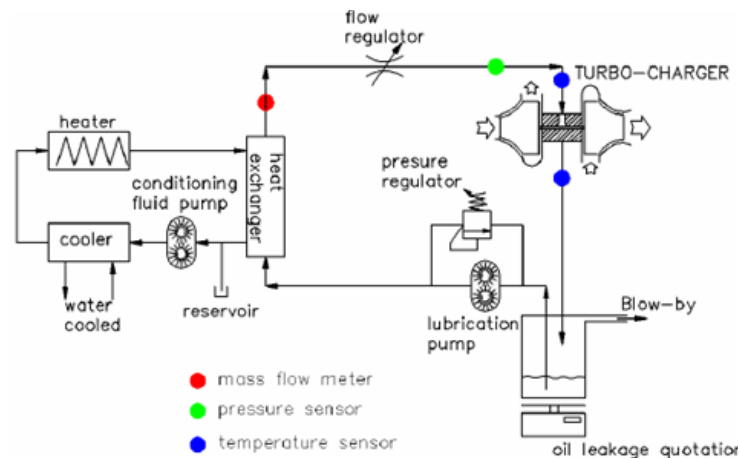 flow
regulator
TURBO-CHARGER
heater
heat
exchanger
conditioning
fluid pump
presure
regulator
cooler
water
cooled
reservoir
lubrication
pump
Blow-by
mass flow meter
pressure sensor
temperature sensor
oil leakage quotation